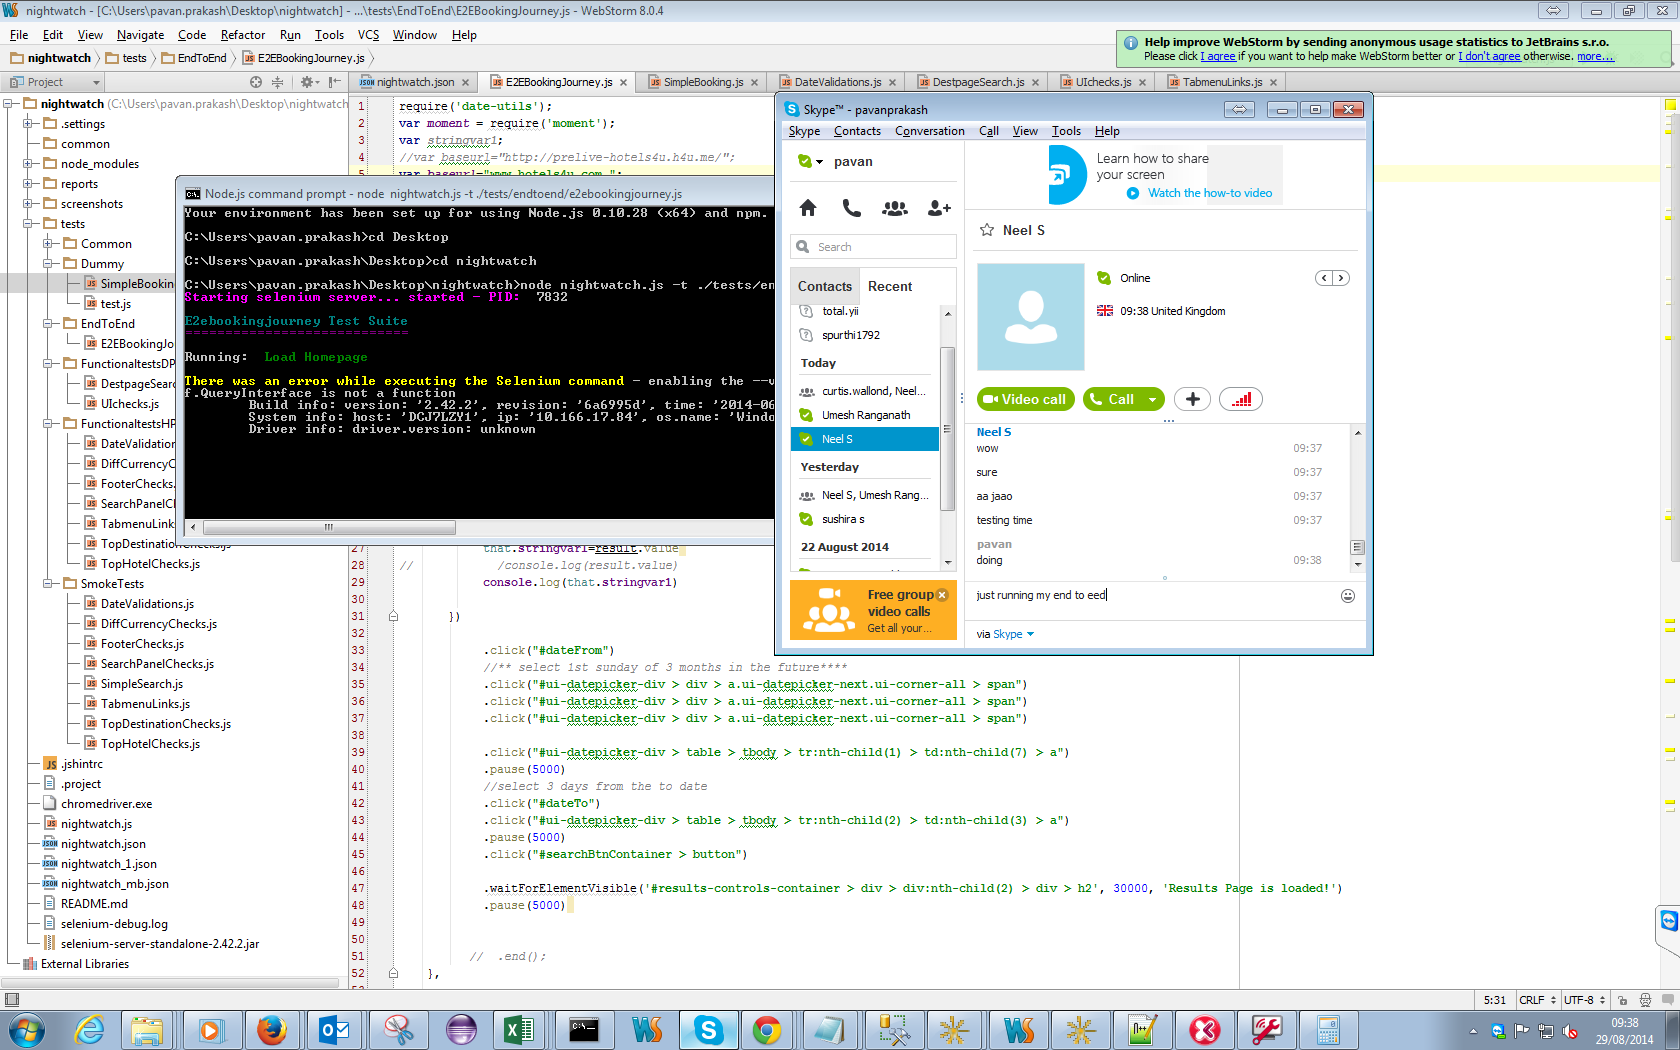 nightwatch - [C:\Users\pavan.prakash\Desktop\nightwatch] - ...\tests\EndToEnd\E2EBookingJourney.js - WebStorm 8.0.4
File Edit View Navigate Code Refactor Run Tools VCS Window Help
nightwatch tests EndToEnd E2EBookingJourney.js
Help improve WebStorm by sending anonymous usage statistics to JetBrains s.r.o.
Please click I agree if you want to help make WebStorm better or I don't agree otherwise. more...
Project
nightwatch.json E2EBookingJourney.js SimpleBooking.js DateValidations.js DestpageSearch.js UIchecks.js TabmenuLinks.js
nightwatch (C:\Users\pavan.prakash\Desktop\nightwatch
.settings
common
node_modules
reports
screenshots
tests
Common
Dummy
SimpleBookin
test.js
EndToEnd
E2EBookingJo
FunctionaltestsDP
DestpageSearc
UIchecks.js
FunctionaltestsHP
DateValidation
DiffCurrencyC
FooterChecks.
SearchPanelCl
TabmenuLink
TopDestinationChecks.js
TopHotelChecks.js
SmokeTests
DateValidations.js
DiffCurrencyChecks.js
FooterChecks.js
SearchPanelChecks.js
SimpleSearch.js
TabmenuLinks.js
TopDestinationChecks.js
TopHotelChecks.js
.jshintrc
.project
chromedriver.exe
nightwatch.js
nightwatch.json
nightwatch_1.json
nightwatch_mb.json
README.md
selenium-debug.log
selenium-server-standalone-2.42.2.jar
External Libraries
1 require('date-utils');
2 var moment = require('moment');
3 var stringvar1;
4 //var baseurl="http://prelive-hotels4u.h4u.me/";
5 var baseurl="www.hotels4u.com ";
Node.js command prompt - node nightwatch.js -t ./tests/endtoend/e2ebookingjourney.js
Your environment has been set up for using Node.js 0.10.28 (x64) and npm.
C:\Users\pavan.prakash>cd Desktop
C:\Users\pavan.prakash\Desktop>cd nightwatch
C:\Users\pavan.prakash\Desktop\nightwatch>node nightwatch.js -t ./tests/en
Starting selenium server... started - PID: 7832
E2ebookingjourney Test Suite
============================
Running: Load Homepage
There was an error while executing the Selenium command - enabling the --v
f.QueryInterface is not a function
Build info: version: '2.42.2', revision: '6a6995d', time: '2014-06
System info: host: 'DCJ7LZV1', ip: '10.166.17.84', os.name: 'Windo
Driver info: driver.version: unknown
27 that.stringvar1=result.value
28 // /console.log(result.value)
29 console.log(that.stringvar1)
30
31 })
32
33 .click("#dateFrom")
34 //** select 1st sunday of 3 months in the future****
35 .click("#ui-datepicker-div > div > a.ui-datepicker-next.ui-corner-all > span")
36 .click("#ui-datepicker-div > div > a.ui-datepicker-next.ui-corner-all > span")
37 .click("#ui-datepicker-div > div > a.ui-datepicker-next.ui-corner-all > span")
38
39 .click("#ui-datepicker-div > table > tbody > tr:nth-child(1) > td:nth-child(7) > a")
40 .pause(5000)
41 //select 3 days from the to date
42 .click("#dateTo")
43 .click("#ui-datepicker-div > table > tbody > tr:nth-child(2) > td:nth-child(3) > a")
44 .pause(5000)
45 .click("#searchBtnContainer > button")
46
47 .waitForElementVisible('#results-controls-container > div > div:nth-child(2) > div > h2', 30000, 'Results Page is loaded!')
48 .pause(5000)
49
50
51 // .end();
52 },
Skype™ - pavanprakash
Skype Contacts Conversation Call View Tools Help
pavan
Search
Contacts Recent
total.yii
spurthi1792
Today
curtis.wallond, Neel...
Umesh Ranganath
Neel S
Yesterday
Neel S, Umesh Rang...
sushira s
22 August 2014
Free group
video calls
Get all your...
Learn how to share
your screen
Watch the how-to video
Neel S
Online
09:38 United Kingdom
Video call Call
Neel S
wow 09:37
sure 09:37
aa jaao 09:37
testing time 09:37
pavan
doing 09:38
just running my end to eed
via Skype
5:31 CRLF UTF-8
09:38
29/08/2014